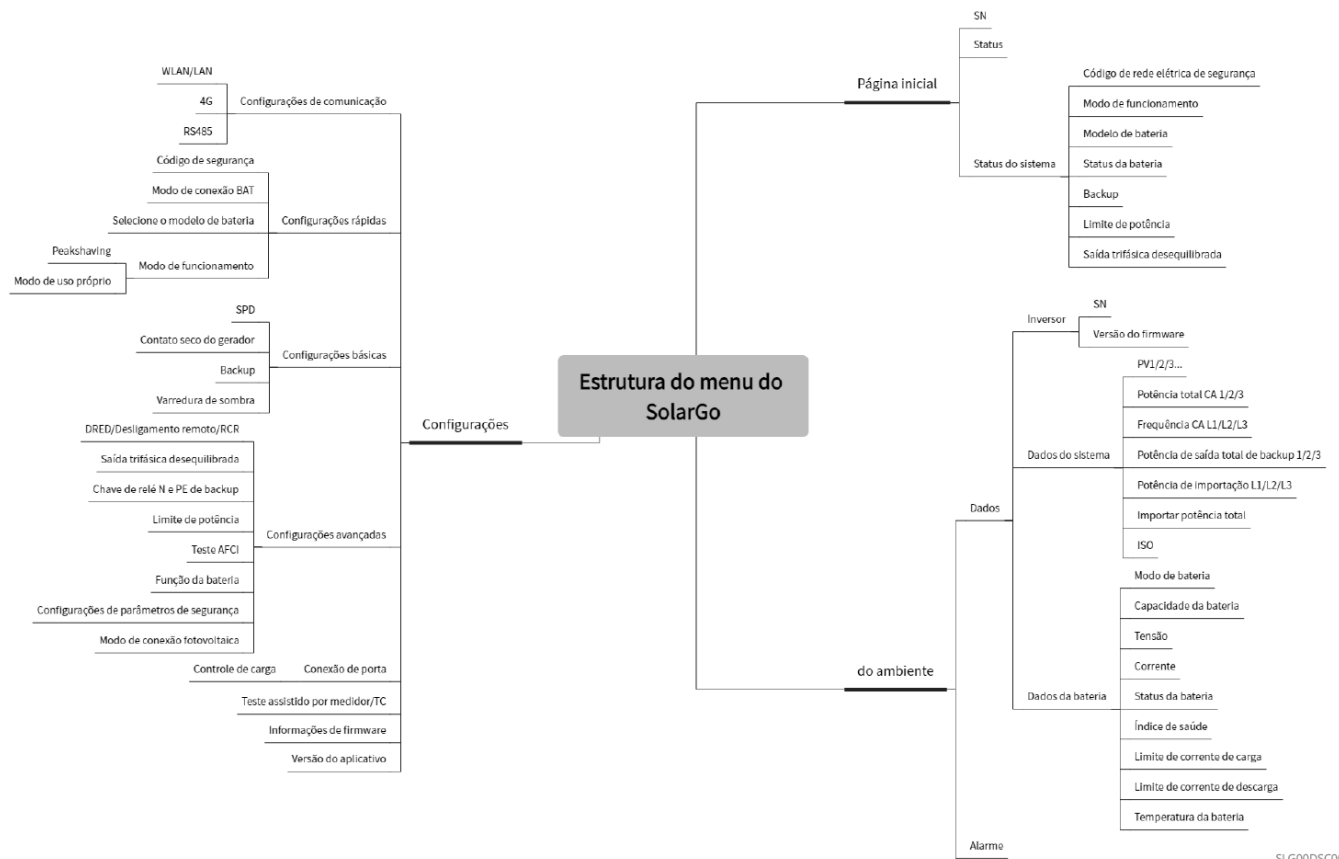 WLAN/LAN
4G
RS485
Configurações de comunicação
Código de segurança
Modo de conexão BAT
Selecione o modelo de bateria
Configurações rápidas
Peakshaving
Modo de uso próprio
Modo de funcionamento
SPD
Contato seco do gerador
Backup
Varredura de sombra
Configurações básicas
DRED/Desligamento remoto/RCR
Saída trifásica desequilibrada
Chave de relé N e PE de backup
Limite de potência
Teste AFCI
Função da bateria
Configurações de parâmetros de segurança
Modo de conexão fotovoltaica
Configurações avançadas
Controle de carga
Conexão de porta
Teste assistido por medidor/TC
Informações de firmware
Versão do aplicativo
Configurações
Estrutura do menu do
SolarGo
Página inicial
SN
Status
Status do sistema
Código de rede elétrica de segurança
Modo de funcionamento
Modelo de bateria
Status da bateria
Backup
Limite de potência
Saída trifásica desequilibrada
do ambiente
Dados
Inversor
SN
Versão do firmware
Dados do sistema
PV1/2/3...
Potência total CA 1/2/3
Frequência CA L1/L2/L3
Potência de saída total de backup 1/2/3
Potência de importação L1/L2/L3
Importar potência total
ISO
Dados da bateria
Modo de bateria
Capacidade da bateria
Tensão
Corrente
Status da bateria
Índice de saúde
Limite de corrente de carga
Limite de corrente de descarga
Temperatura da bateria
Alarme